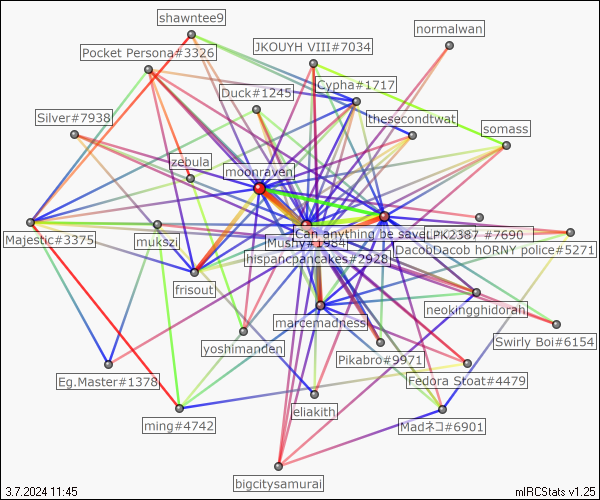 shawntee9
normalwan
JKOUYH VIII#7034
Pocket Persona#3326
Cypha#1717
Duck#1245
Silver#7938
thesecondtwat
somass
zebula
moonraven
Can anything be save
LPK2387 #7690
Majestic#3375
mukszi
Mushy#1984
DacobDacob hORNY police#5271
hispancpancakes#2928
frisout
neokingghidorah
marcemadness
Swirly Boi#6154
yoshimanden
Pikabro#9971
Eg.Master#1378
Fedora Stoat#4479
eliakith
ming#4742
Madネコ#6901
bigcitysamurai
3.7.2024 11:45
mIRCStats v1.25